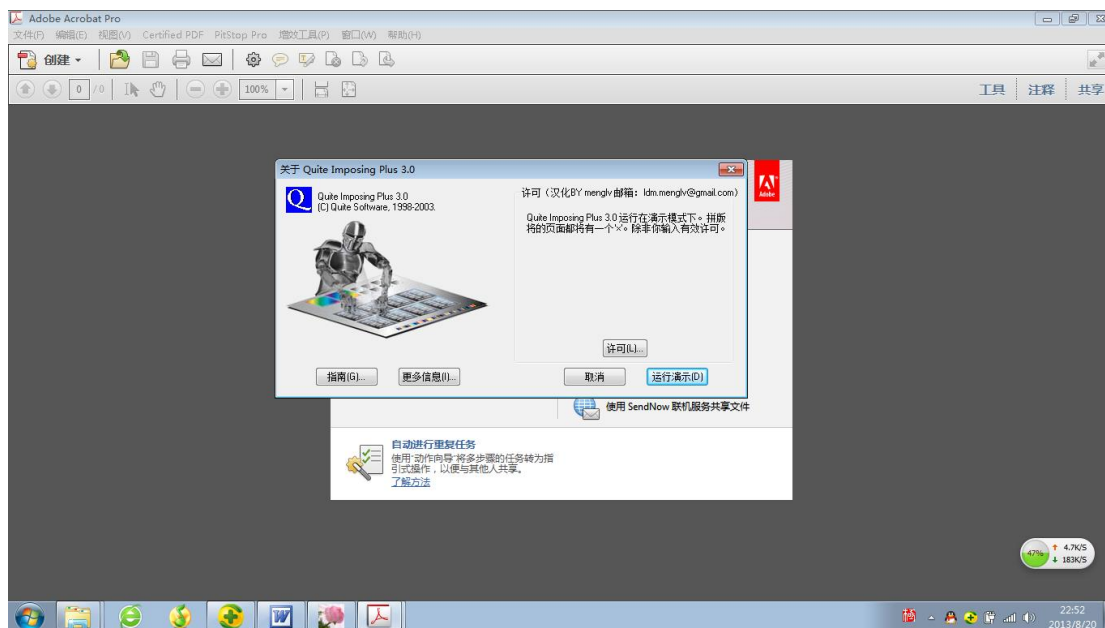 Adobe Acrobat Pro
文件(F) 编辑(E) 视图(V) Certified PDF PitStop Pro 增效工具(P) 窗口(W) 帮助(H)
创建
0 / 0 100% 工具 注释 共享
关于 Quite Imposing Plus 3.0
Quite Imposing Plus 3.0
(C) Quite Software, 1998-2003.
许可（汉化BY menglv 邮箱：ldm.menglv@gmail.com）
Quite Imposing Plus 3.0 运行在演示模式下。拼版
将的页面都将有一个‘×’。除非你输入有效许可。
许可(L)...
指南(G)... 更多信息(I)... 取消 运行演示(D)
Adobe
使用 SendNow 联机服务共享文件
自动进行重复任务
使用“动作向导”将多步骤的任务转为指
引式操作，以便与其他人共享。
了解方法
47% 4.7K/S
183K/S
22:52
2013/8/20